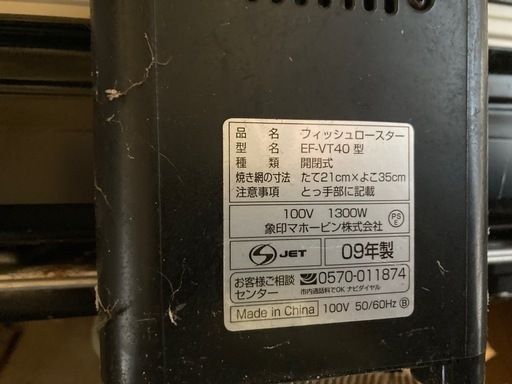 品名 フィッシュロースター
型名 EF-VT40型
種類 開閉式
焼き網の寸法 たて21cm×よこ35cm
注意事項 とっ手部に記載
100V 1300W
象印マホービン株式会社
PS
E
JET 09年製
お客様ご相談 0570-011874
センター 市内通話料でOK ナビダイヤル
Made in China 100V 50/60Hz Ⓑ